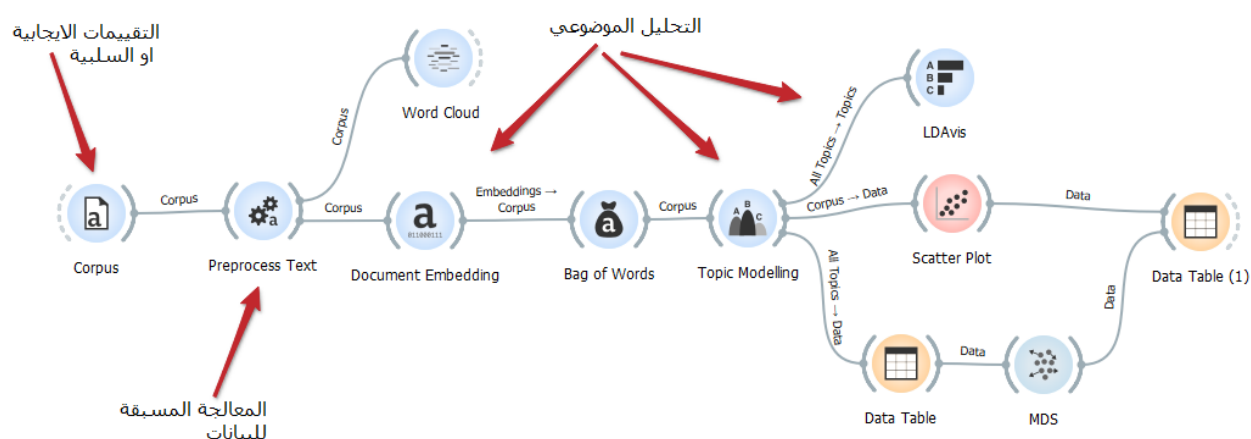 التقييمات الايجابية
او السلبية
التحليل الموضوعي
Word Cloud
Corpus
All Topics → Topics
LDAvis
Corpus
Corpus
Preprocess Text
Corpus
Document Embedding
Embeddings →
Corpus
Bag of Words
Corpus
Topic Modelling
Corpus → Data
Scatter Plot
Data
Data Table (1)
All Topics → Data
Data Table
Data
MDS
Data
المعالجة المسبقة
للبيانات